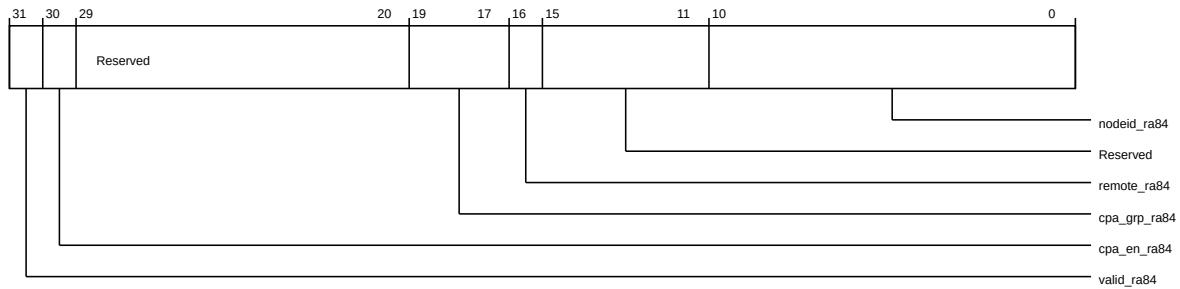 31 30 29 20 19 17 16 15 11 10 0
Reserved
nodeid_ra84
Reserved
remote_ra84
cpa_grp_ra84
cpa_en_ra84
valid_ra84